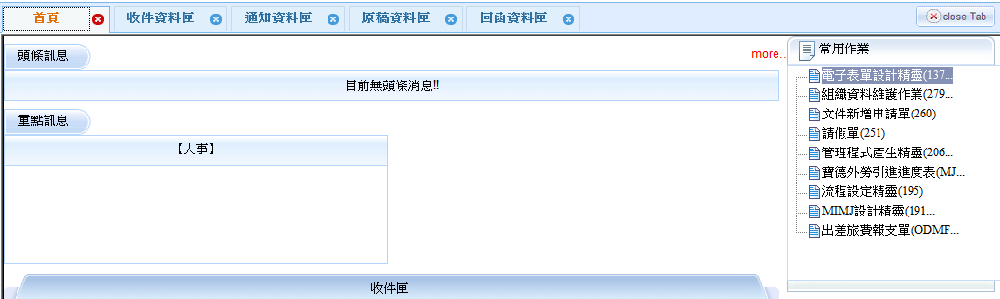 首頁 收件資料匣 通知資料匣 原稿資料匣 回函資料匣 close Tab
頭條訊息 more..
目前無頭條消息!!
重點訊息
【人事】
收件匣
常用作業
電子表單設計精靈(137...
組織資料維護作業(279...
文件新增申請單(260)
請假單(251)
管理程式產生精靈(206...
寶德外勞引進進度表(MJ...
流程設定精靈(195)
MIMJ設計精靈(191...
出差旅費報支單(ODMF...